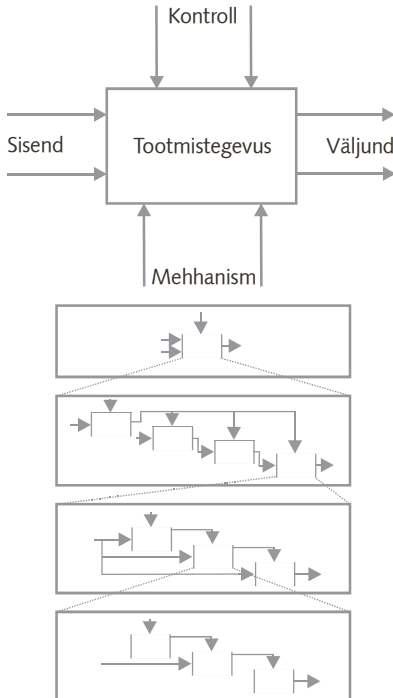 Kontroll
Sisend
Tootmistegevus
Väljund
Mehhanism